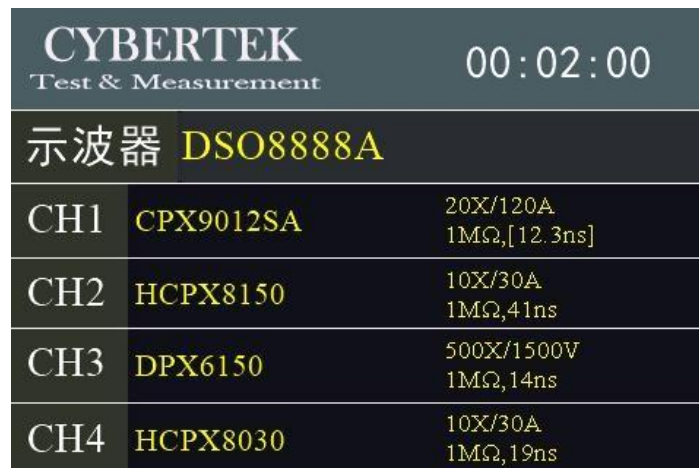 CYBERTEK
Test & Measurement
00:02:00
示波器 DSO8888A
CH1 CPX9012SA 20X/120A
1MΩ,[12.3ns]
CH2 HCPX8150 10X/30A
1MΩ,41ns
CH3 DPX6150 500X/1500V
1MΩ,14ns
CH4 HCPX8030 10X/30A
1MΩ,19ns